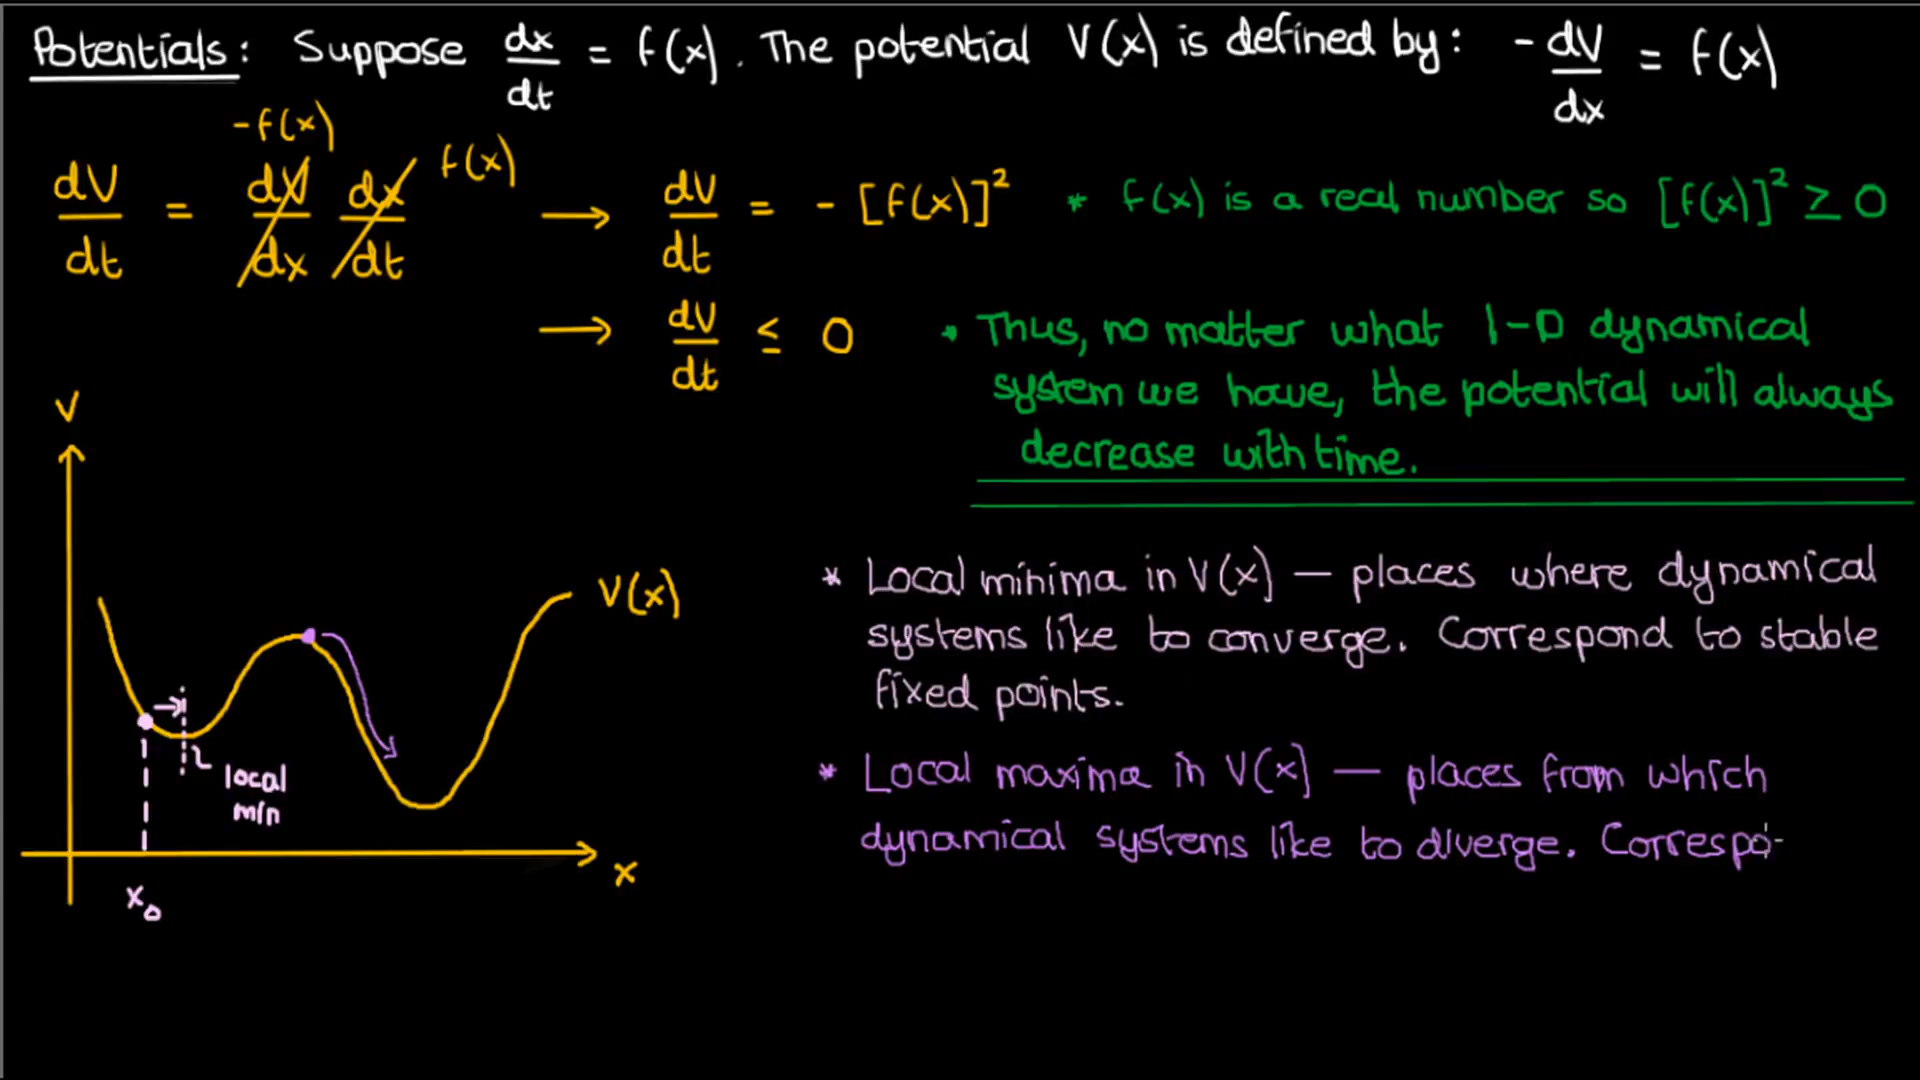 Potentials: Suppose dx/dt = f(x). The potential V(x) is defined by: -dV/dx = f(x)
-f(x) f(x)
dV/dt = dV/dx dx/dt → dV/dt = - [f(x)]² * f(x) is a real number so [f(x)]² ≥ 0
→ dV/dt ≤ 0 • Thus, no matter what 1-D dynamical
system we have, the potential will always
decrease with time.
V
V(x)
local
min
x
x₀
* Local minima in V(x) — places where dynamical
systems like to converge. Correspond to stable
fixed points.
* Local maxima in V(x) — places from which
dynamical systems like to diverge. Correspo